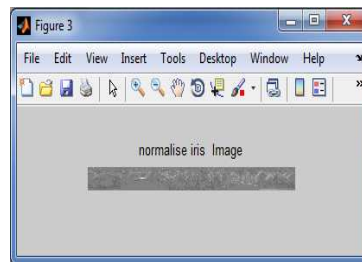 Figure 3
File Edit View Insert Tools Desktop Window Help
normalise iris Image